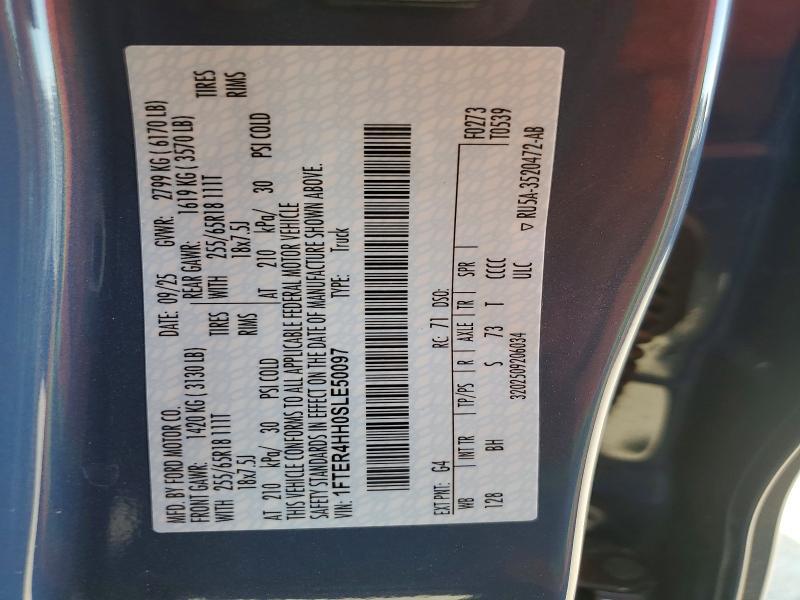 MFD. BY FORD MOTOR CO. DATE: 09/25 GVWR: 2799 KG ( 6170 LB)
FRONT GAWR: 1420 KG ( 3130 LB) REAR GAWR: 1619 KG ( 3570 LB)
WITH 255/65R18 111T TIRES WITH 255/65R18 111T TIRES
18x7.5J RIMS 18x7.5J RIMS
AT 210 kPa/ 30 PSI COLD AT 210 kPa/ 30 PSI COLD
THIS VEHICLE CONFORMS TO ALL APPLICABLE FEDERAL MOTOR VEHICLE
SAFETY STANDARDS IN EFFECT ON THE DATE OF MANUFACTURE SHOWN ABOVE.
VIN: 1FTER4HH0SLE50097 TYPE: Truck
EXT PNT: G4 RC: 71 DSO: F0273
WB INT TR TP/PS R AXLE TR SPR T0539
128 BH S 73 T CCCC
3202509206034 ULC ▽ RU5A-3520472-AB